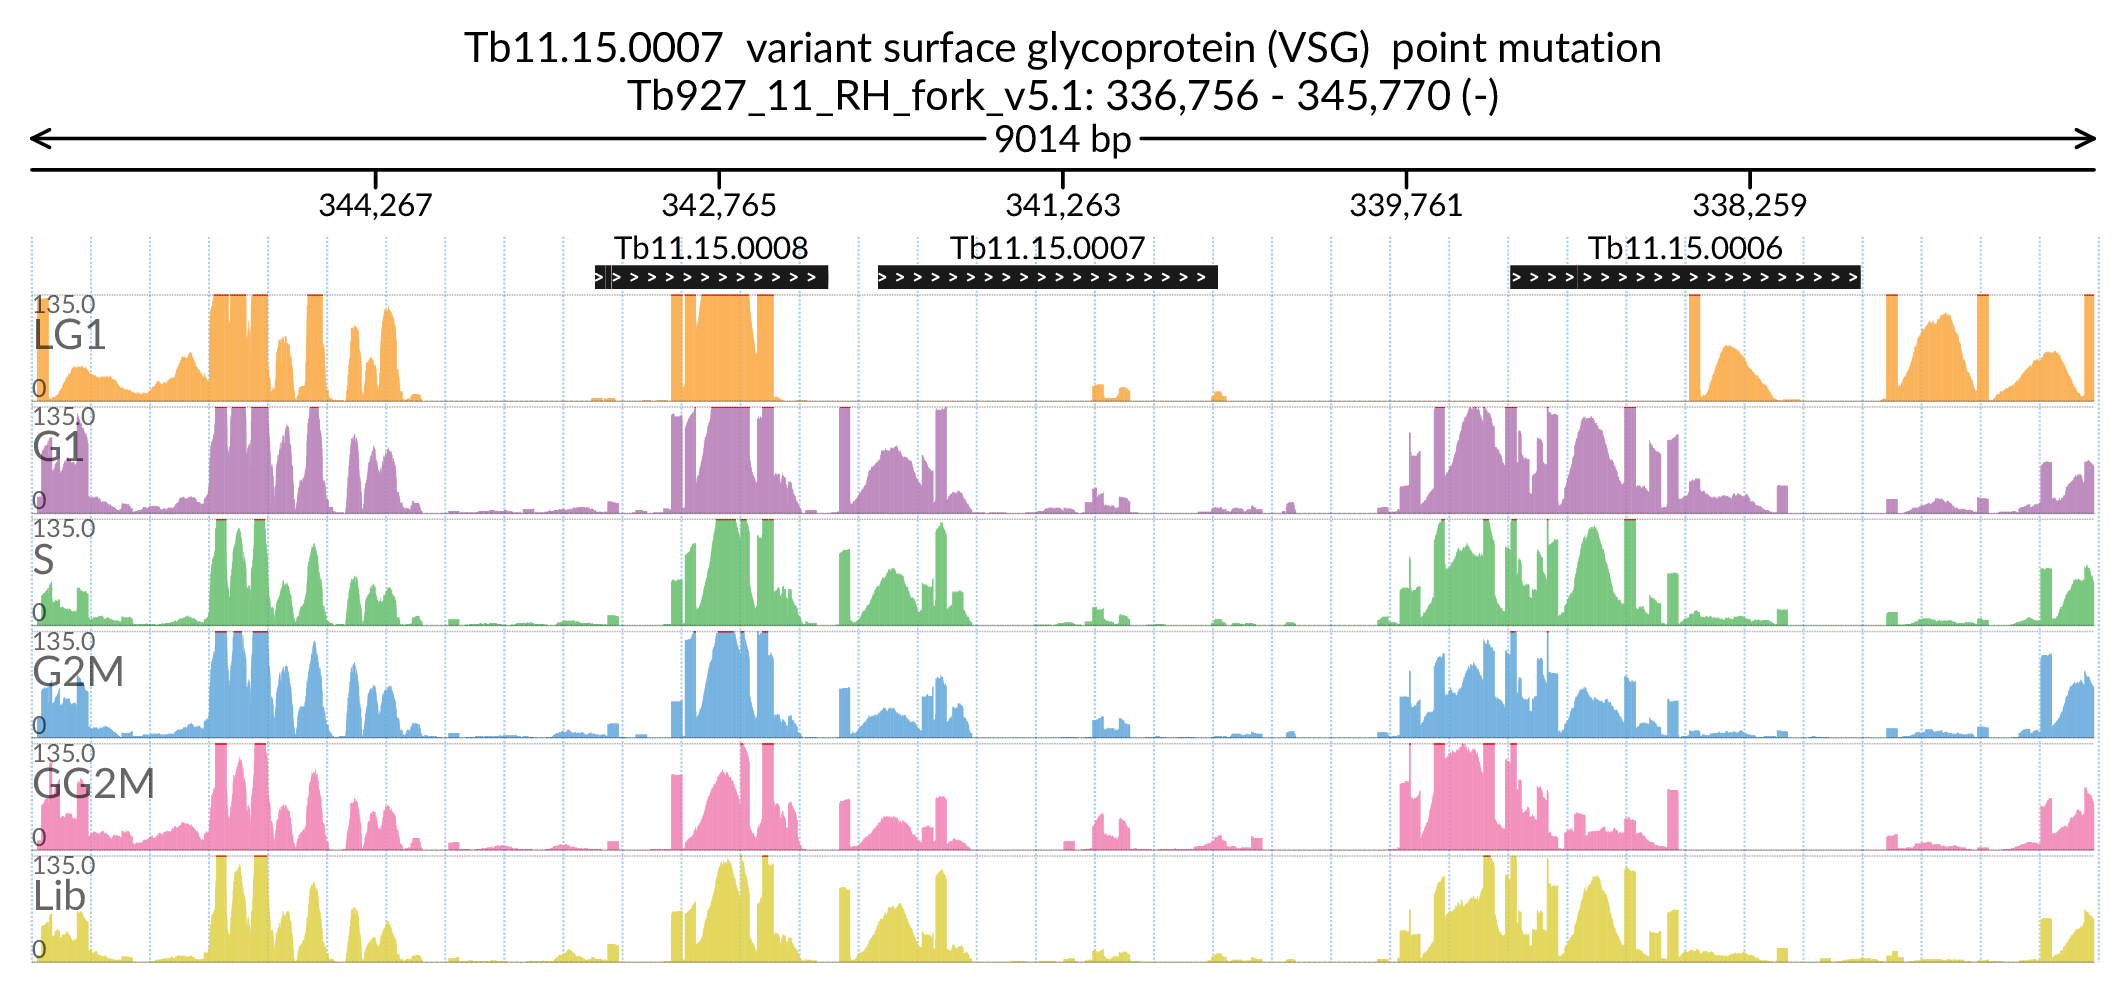 Tb11.15.0007 variant surface glycoprotein (VSG) point mutation
Tb927_11_RH_fork_v5.1: 336,756 - 345,770 (-)
9014 bp
344,267 342,765 341,263 339,761 338,259
Tb11.15.0008 Tb11.15.0007 Tb11.15.0006
135.0
LG1
0
135.0
G1
0
135.0
S
0
135.0
G2M
0
135.0
GG2M
0
135.0
Lib
0